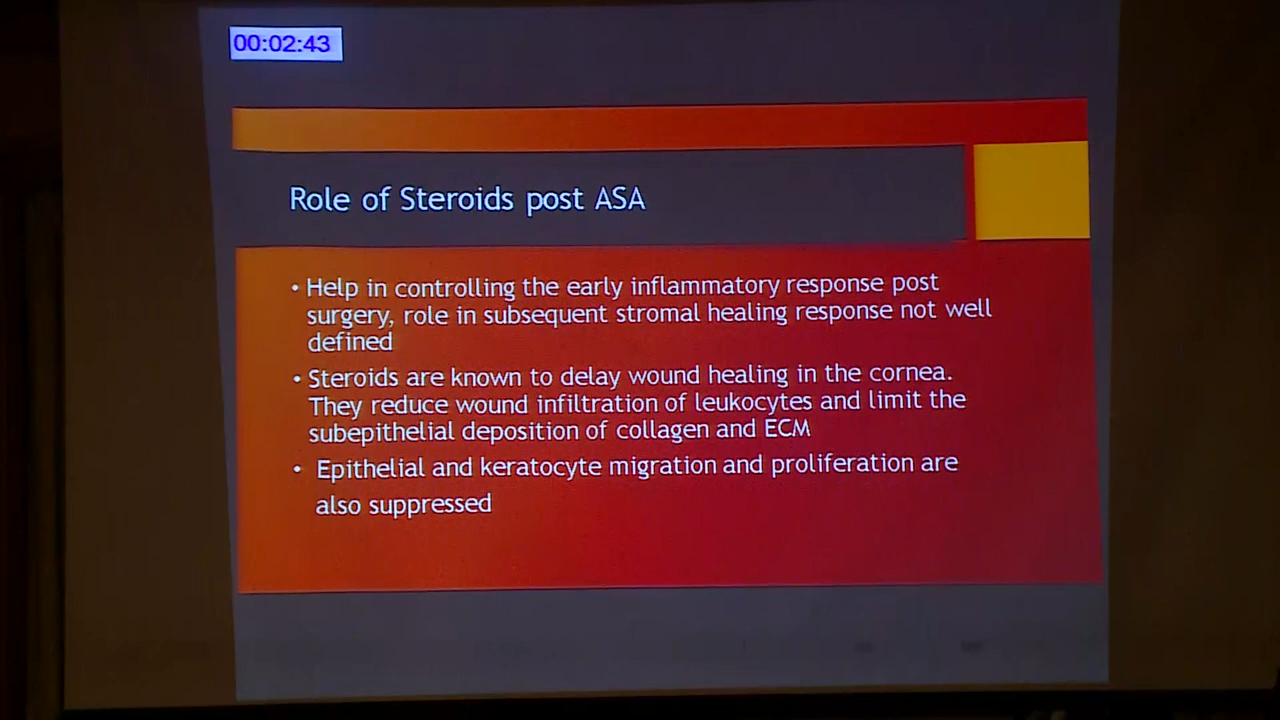 00:02:43
Role of Steroids post ASA
• Help in controlling the early inflammatory response post
surgery, role in subsequent stromal healing response not well
defined
• Steroids are known to delay wound healing in the cornea.
They reduce wound infiltration of leukocytes and limit the
subepithelial deposition of collagen and ECM
• Epithelial and keratocyte migration and proliferation are
also suppressed